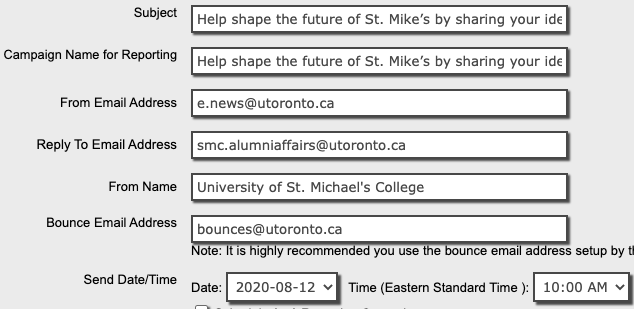 Subject
Help shape the future of St. Mike’s by sharing your ide
Campaign Name for Reporting
Help shape the future of St. Mike’s by sharing your ide
From Email Address
e.news@utoronto.ca
Reply To Email Address
smc.alumniaffairs@utoronto.ca
From Name
University of St. Michael's College
Bounce Email Address
bounces@utoronto.ca
Note: It is highly recommended you use the bounce email address setup by th
Send Date/Time
Date: 2020-08-12 Time (Eastern Standard Time ): 10:00 AM